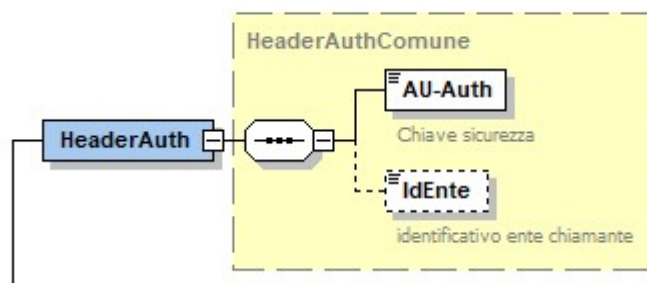 HeaderAuthComune
AU-Auth
Chiave sicurezza
HeaderAuth
IdEnte
identificativo ente chiamante